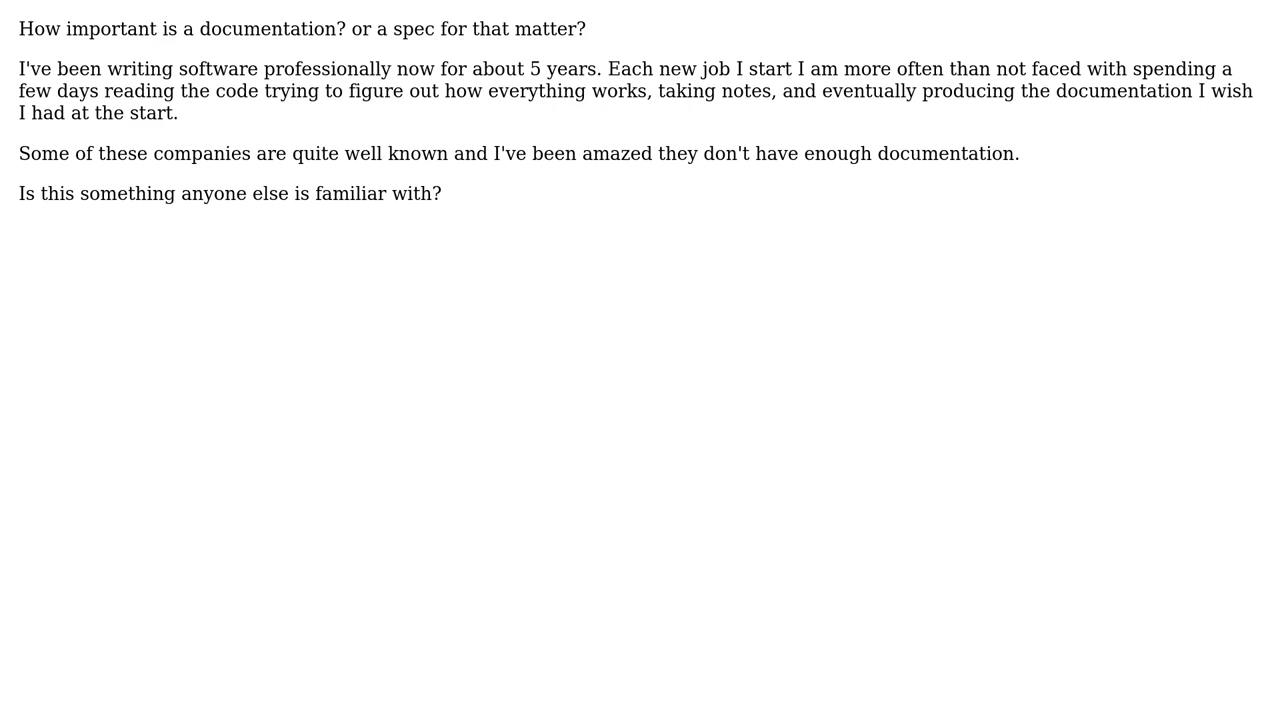 How important is a documentation? or a spec for that matter?
I've been writing software professionally now for about 5 years. Each new job I start I am more often than not faced with spending a
few days reading the code trying to figure out how everything works, taking notes, and eventually producing the documentation I wish
I had at the start.
Some of these companies are quite well known and I've been amazed they don't have enough documentation.
Is this something anyone else is familiar with?